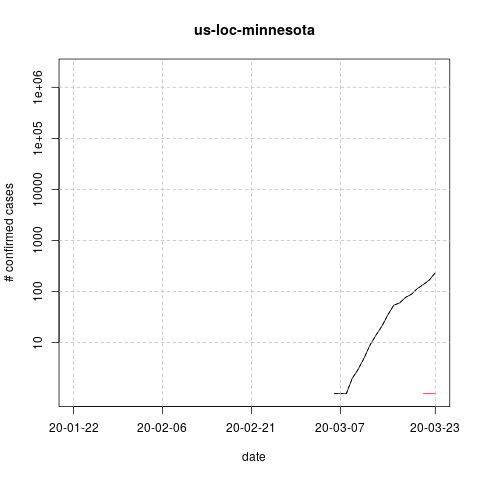 us-loc-minnesota
# confirmed cases
1e+06
1e+05
10000
1000
100
10
20-01-22
20-02-06
20-02-21
20-03-07
20-03-23
date